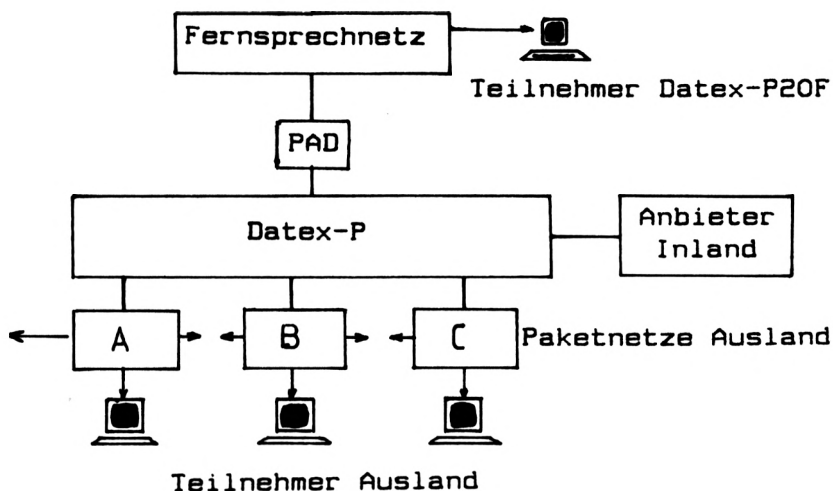 Fernsprechnetz
Teilnehmer Datex-P20F
PAD
Datex-P
Anbieter
Inland
A
B
C
Paketnetze Ausland
Teilnehmer Ausland